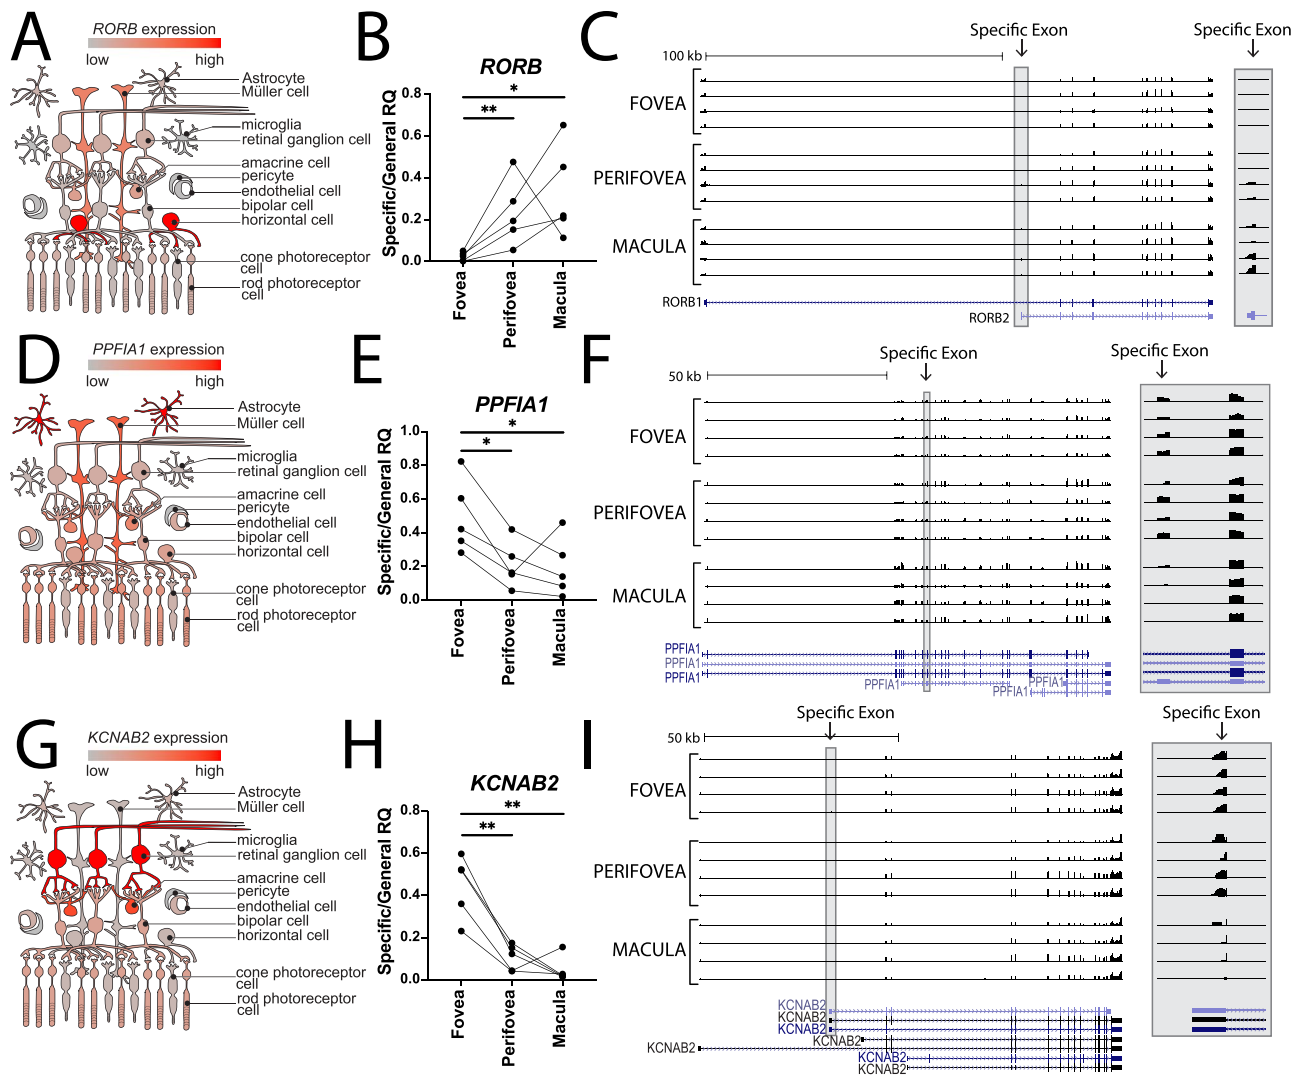 A
RORB expression
low high
Astrocyte
Müller cell
microglia
retinal ganglion cell
amacrine cell
pericyte
endothelial cell
bipolar cell
horizontal cell
cone photoreceptor
cell
rod photoreceptor
cell
B
RORB
Specific/General RQ
*
**
0.8
0.6
0.4
0.2
0.0
Fovea
Perifovea
Macula
C
Specific Exon
Specific Exon
100 kb
FOVEA
PERIFOVEA
MACULA
RORB1
RORB2
D
PPFIA1 expression
low high
Astrocyte
Müller cell
microglia
retinal ganglion cell
amacrine cell
pericyte
endothelial cell
bipolar cell
horizontal cell
cone photoreceptor
cell
rod photoreceptor
cell
E
PPFIA1
Specific/General RQ
*
*
1.0
0.8
0.6
0.4
0.2
0.0
Fovea
Perifovea
Macula
F
Specific Exon
Specific Exon
50 kb
FOVEA
PERIFOVEA
MACULA
PPFIA1
PPFIA1
PPFIA1
PPFIA1
PPFIA1
PPFIA1
G
KCNAB2 expression
low high
Astrocyte
Müller cell
microglia
retinal ganglion cell
amacrine cell
pericyte
endothelial cell
bipolar cell
horizontal cell
cone photoreceptor
cell
rod photoreceptor
cell
H
KCNAB2
Specific/General RQ
**
**
0.8
0.6
0.4
0.2
0.0
Fovea
Perifovea
Macula
I
Specific Exon
Specific Exon
50 kb
FOVEA
PERIFOVEA
MACULA
KCNAB2
KCNAB2
KCNAB2
KCNAB2
KCNAB2
KCNAB2
KCNAB2